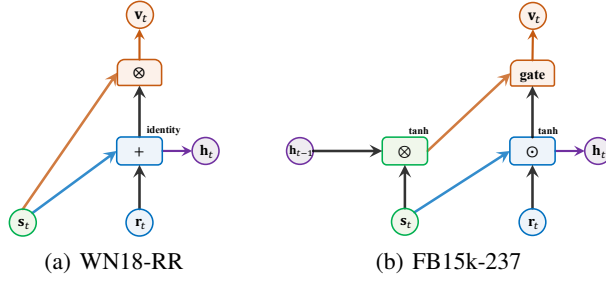 v_t
v_t
⊗
gate
identity
tanh
tanh
+
h_t
h_{t−1}
⊗
⊙
h_t
s_t
r_t
s_t
r_t
(a) WN18-RR
(b) FB15k-237